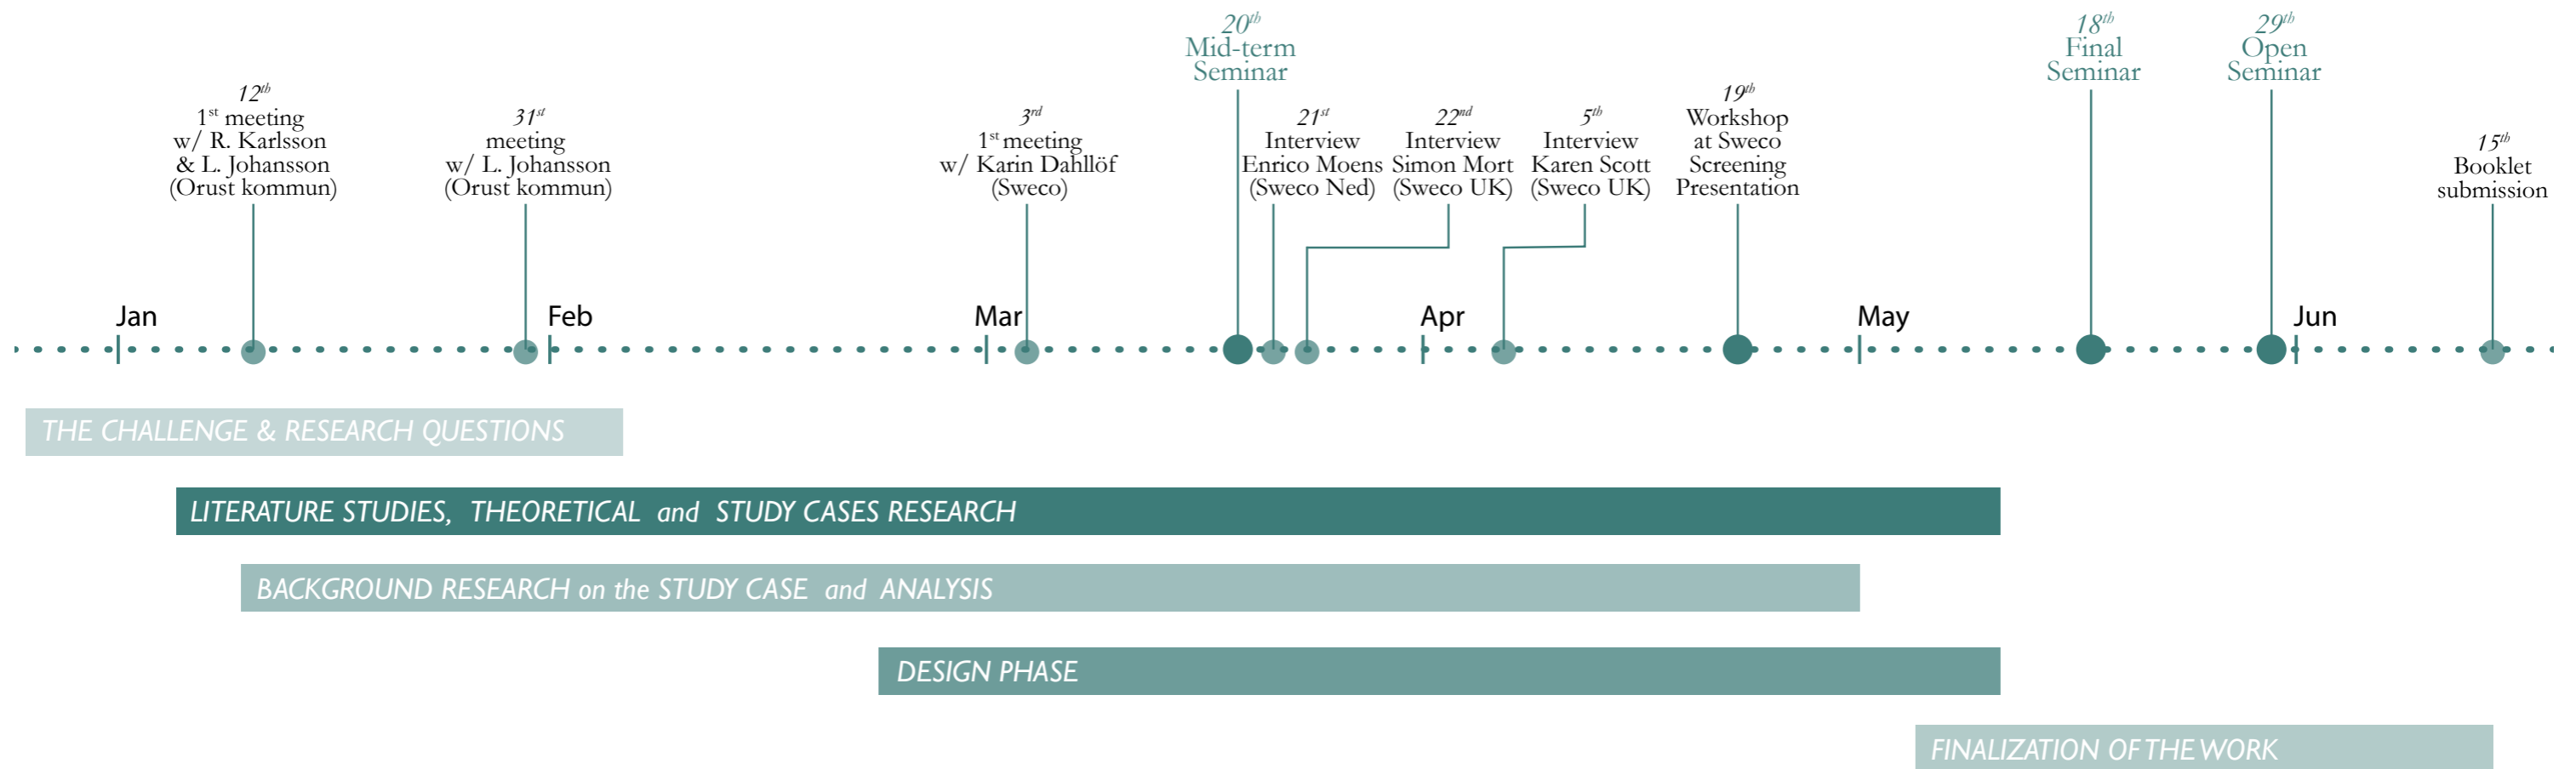 20th
Mid-term
Seminar
18th
Final
Seminar
29th
Open
Seminar
12th
1st meeting
w/ R. Karlsson
& L. Johansson
(Orust kommun)
31st
meeting
w/ L. Johansson
(Orust kommun)
3rd
1st meeting
w/ Karin Dahllöf
(Sweco)
21st
Interview
Enrico Moens
(Sweco Ned)
22nd
Interview
Simon Mort
(Sweco UK)
5th
Interview
Karen Scott
(Sweco UK)
19th
Workshop
at Sweco
Screening
Presentation
15th
Booklet
submission
Jan
Feb
Mar
Apr
May
Jun
THE CHALLENGE & RESEARCH QUESTIONS
LITERATURE STUDIES, THEORETICAL and STUDY CASES RESEARCH
BACKGROUND RESEARCH on the STUDY CASE and ANALYSIS
DESIGN PHASE
FINALIZATION OF THE WORK